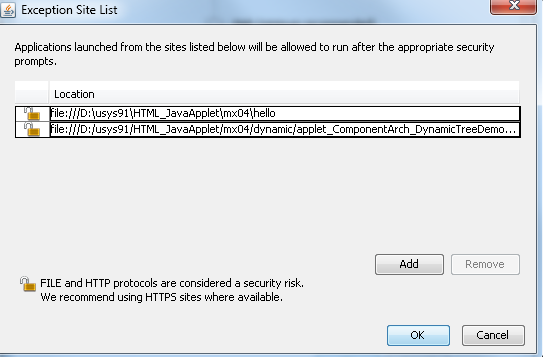 Exception Site List
Applications launched from the sites listed below will be allowed to run after the appropriate security
prompts.
Location
file:///D:\usys91\HTML_JavaApplet\mx04\hello
file:///D:/usys91/HTML_JavaApplet/mx04/dynamic/applet_ComponentArch_DynamicTreeDemo...
Add
Remove
FILE and HTTP protocols are considered a security risk.
We recommend using HTTPS sites where available.
OK
Cancel